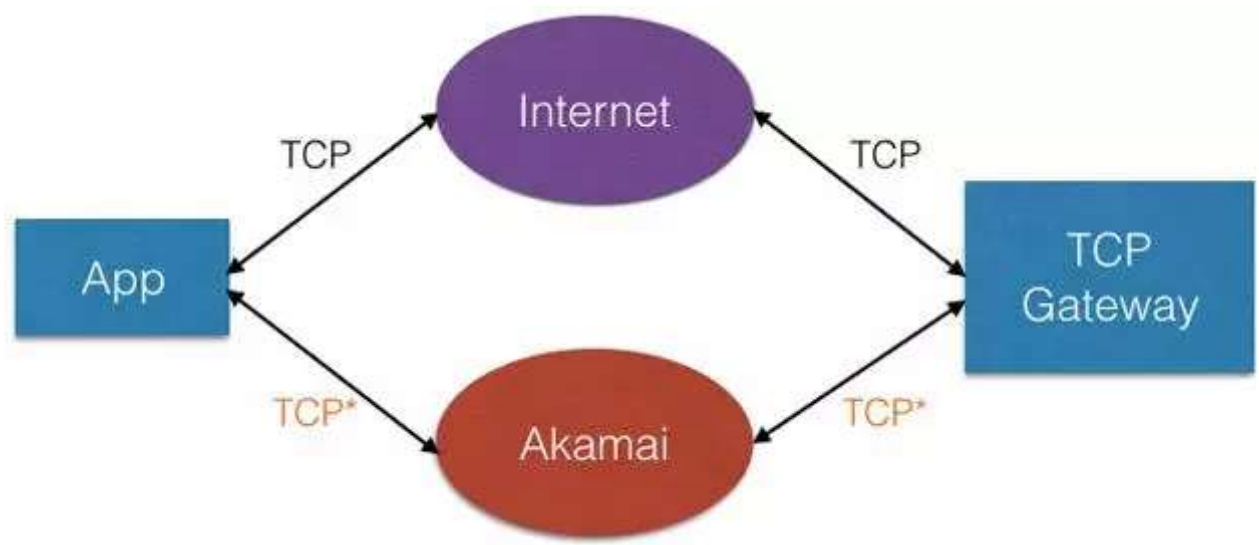 Internet
TCP
TCP
App
TCP
Gateway
TCP*
TCP*
Akamai